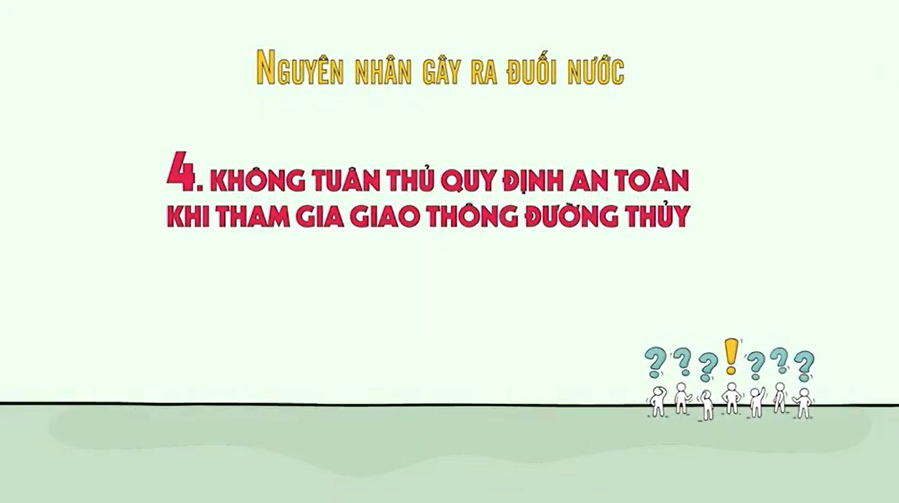 NGUYÊN NHÂN GÂY RA ĐUỐI NƯỚC
4. KHÔNG TUÂN THỦ QUY ĐỊNH AN TOÀN
KHI THAM GIA GIAO THÔNG ĐƯỜNG THỦY
???!???